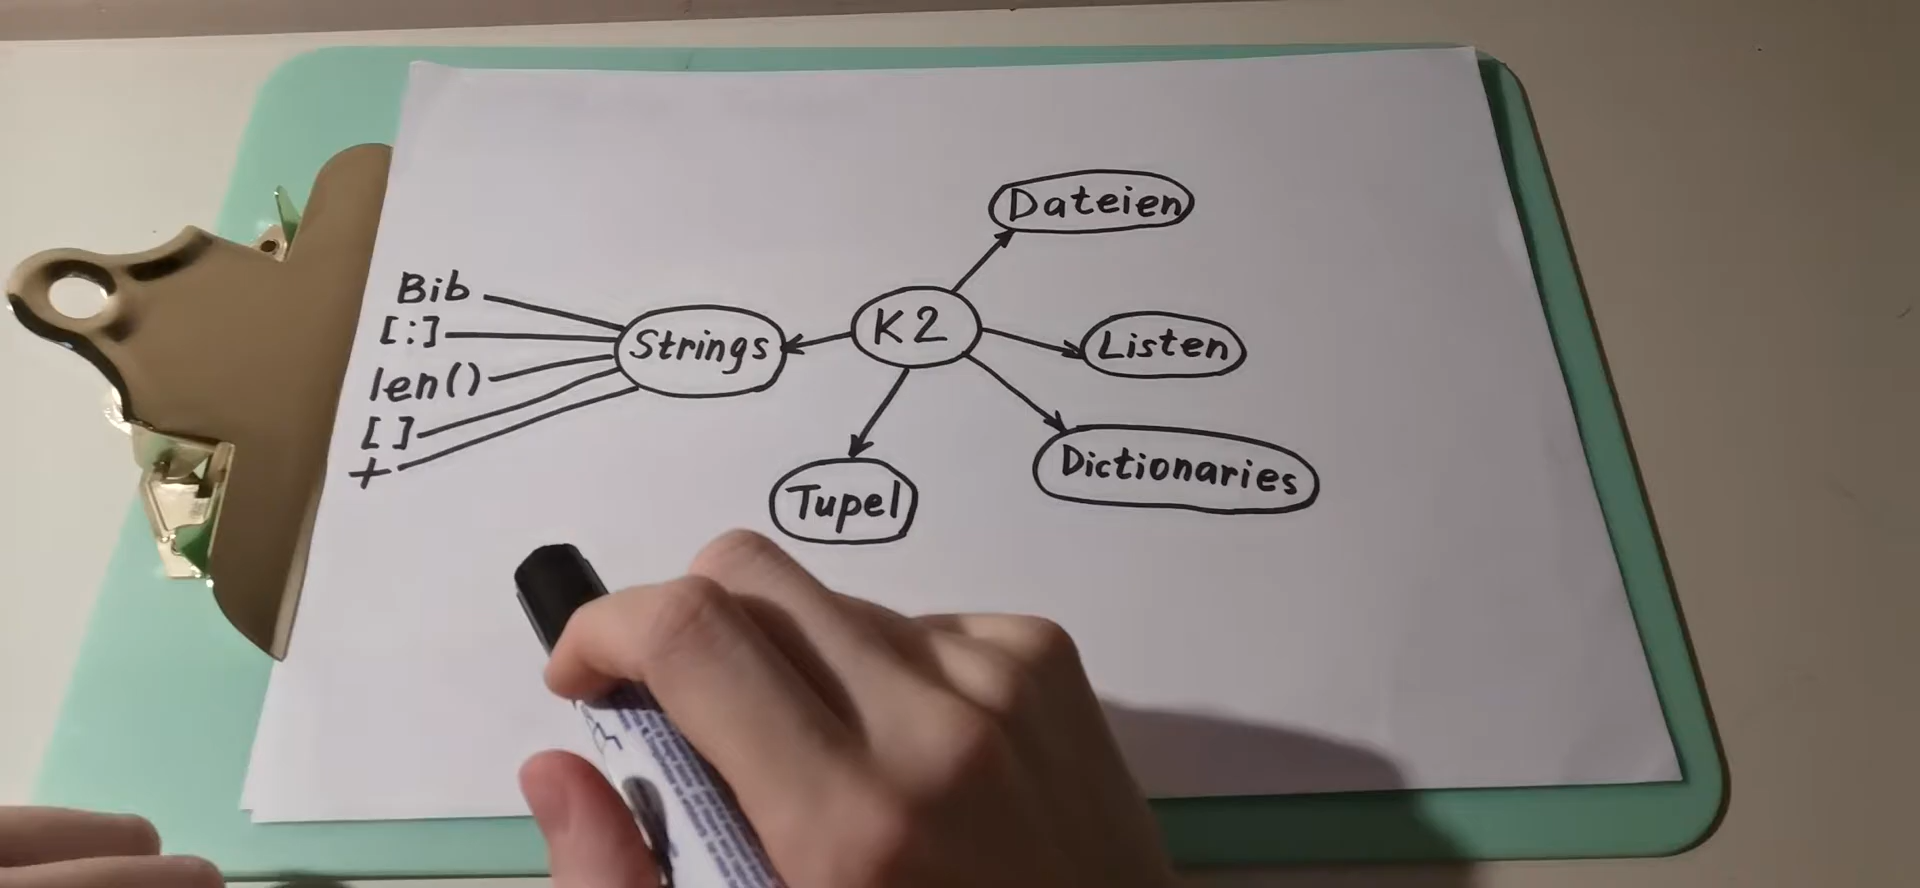 Dateien
Bib
[:]
Strings
K2
Listen
len()
[ ]
+
Tupel
Dictionaries